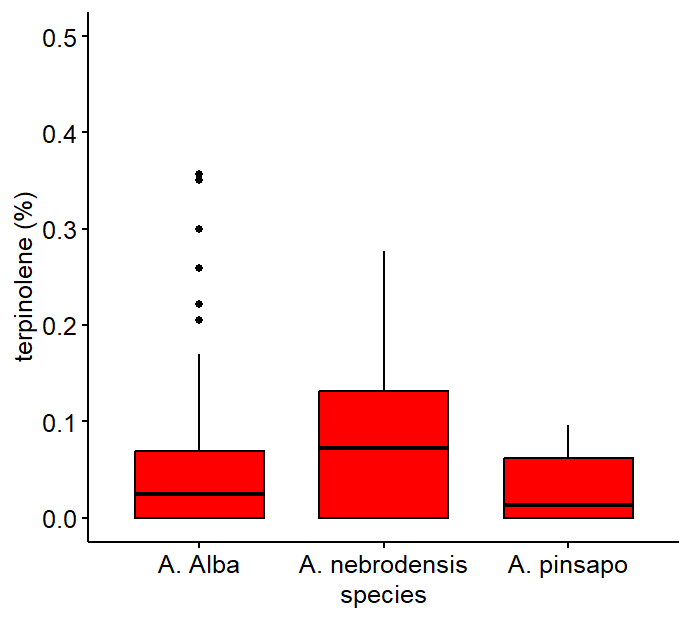 terpinolene (%)
0.5
0.4
0.3
0.2
0.1
0.0
A. Alba
A. nebrodensis
A. pinsapo
species